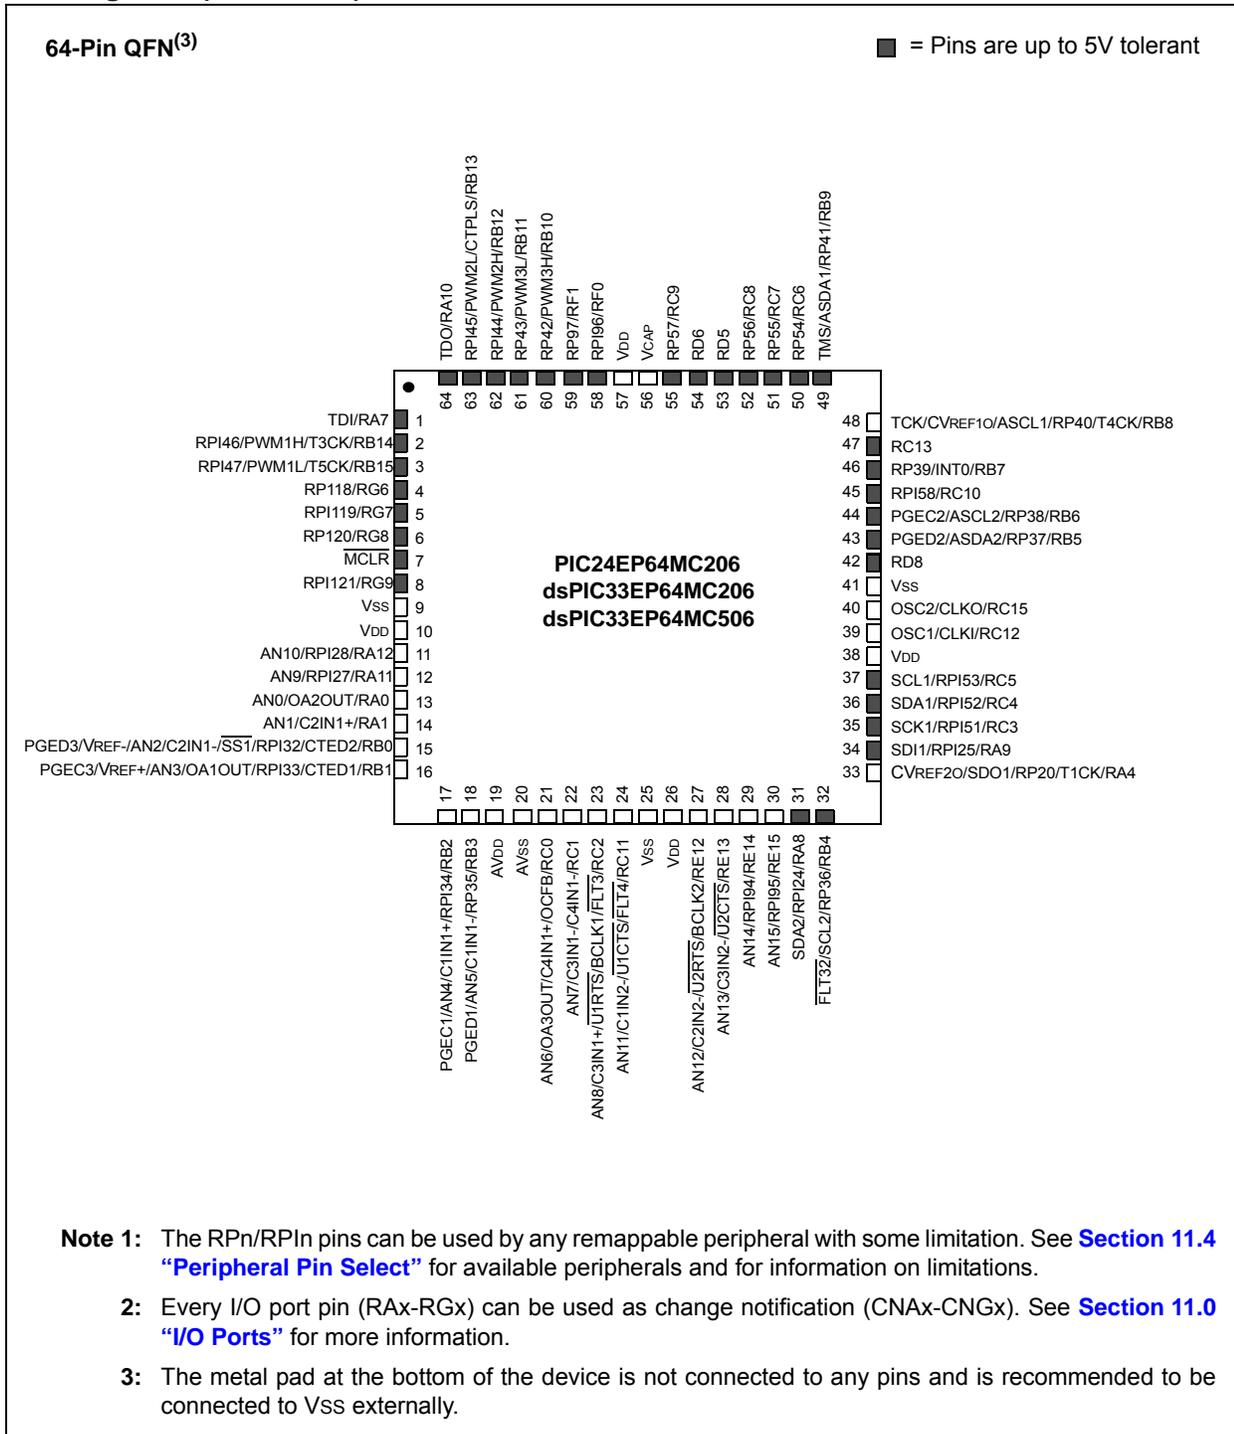 64-Pin QFN(3)
= Pins are up to 5V tolerant
TDO/RA10
RPI45/PWM2L/CTPLS/RB13
RPI44/PWM2H/RB12
RP43/PWM3L/RB11
RP42/PWM3H/RB10
RP97/RF1
RPI96/RF0
VDD
VCAP
RP57/RC9
RD6
RD5
RP56/RC8
RP55/RC7
RP54/RC6
TMS/ASDA1/RP41/RB9
64 63 62 61 60 59 58 57 56 55 54 53 52 51 50 49
TDI/RA7 1
RPI46/PWM1H/T3CK/RB14 2
RPI47/PWM1L/T5CK/RB15 3
RP118/RG6 4
RPI119/RG7 5
RP120/RG8 6
MCLR 7
RPI121/RG9 8
VSS 9
VDD 10
AN10/RPI28/RA12 11
AN9/RPI27/RA11 12
AN0/OA2OUT/RA0 13
AN1/C2IN1+/RA1 14
PGED3/VREF-/AN2/C2IN1-/SS1/RPI32/CTED2/RB0 15
PGEC3/VREF+/AN3/OA1OUT/RPI33/CTED1/RB1 16
PIC24EP64MC206
dsPIC33EP64MC206
dsPIC33EP64MC506
48 TCK/CVREF1O/ASCL1/RP40/T4CK/RB8
47 RC13
46 RP39/INT0/RB7
45 RPI58/RC10
44 PGEC2/ASCL2/RP38/RB6
43 PGED2/ASDA2/RP37/RB5
42 RD8
41 VSS
40 OSC2/CLKO/RC15
39 OSC1/CLKI/RC12
38 VDD
37 SCL1/RPI53/RC5
36 SDA1/RPI52/RC4
35 SCK1/RPI51/RC3
34 SDI1/RPI25/RA9
33 CVREF2O/SDO1/RP20/T1CK/RA4
17 18 19 20 21 22 23 24 25 26 27 28 29 30 31 32
PGEC1/AN4/C1IN1+/RPI34/RB2
PGED1/AN5/C1IN1-/RP35/RB3
AVDD
AVSS
AN6/OA3OUT/C4IN1+/OCFB/RC0
AN7/C3IN1-/C4IN1-/RC1
AN8/C3IN1+/U1RTS/BCLK1/FLT3/RC2
AN11/C1IN2-/U1CTS/FLT4/RC11
VSS
VDD
AN12/C2IN2-/U2RTS/BCLK2/RE12
AN13/C3IN2-/U2CTS/RE13
AN14/RPI94/RE14
AN15/RPI95/RE15
SDA2/RPI24/RA8
FLT32/SCL2/RP36/RB4
Note 1: The RPn/RPIn pins can be used by any remappable peripheral with some limitation. See Section 11.4
“Peripheral Pin Select” for available peripherals and for information on limitations.
2: Every I/O port pin (RAx-RGx) can be used as change notification (CNAx-CNGx). See Section 11.0
“I/O Ports” for more information.
3: The metal pad at the bottom of the device is not connected to any pins and is recommended to be
connected to VSS externally.